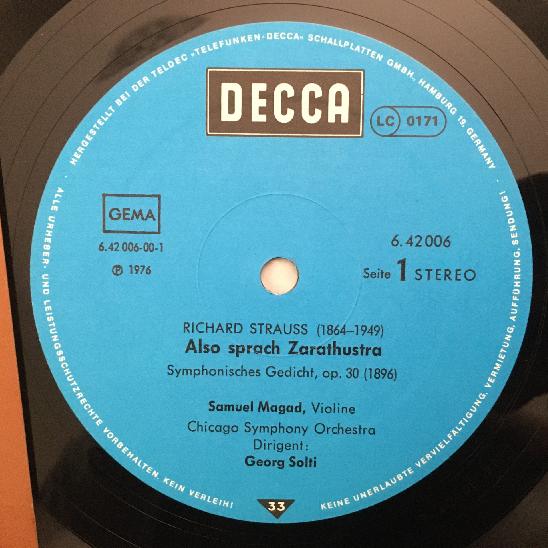 HERGESTELLT BEI DER TELDEC »TELEFUNKEN-DECCA« SCHALLPLATTEN GMBH, HAMBURG 19, GERMANY
DECCA
LC 0171
GEMA
6.42 006-00-1
℗ 1976
6.42006
Seite 1 STEREO
RICHARD STRAUSS (1864–1949)
Also sprach Zarathustra
Symphonisches Gedicht, op. 30 (1896)
Samuel Magad, Violine
Chicago Symphony Orchestra
Dirigent:
Georg Solti
33
ALLE URHEBER- UND LEISTUNGSSCHUTZRECHTE VORBEHALTEN. KEIN VERLEIH! KEINE UNERLAUBTE VERVIELFÄLTIGUNG, VERMIETUNG, AUFFÜHRUNG, SENDUNG!